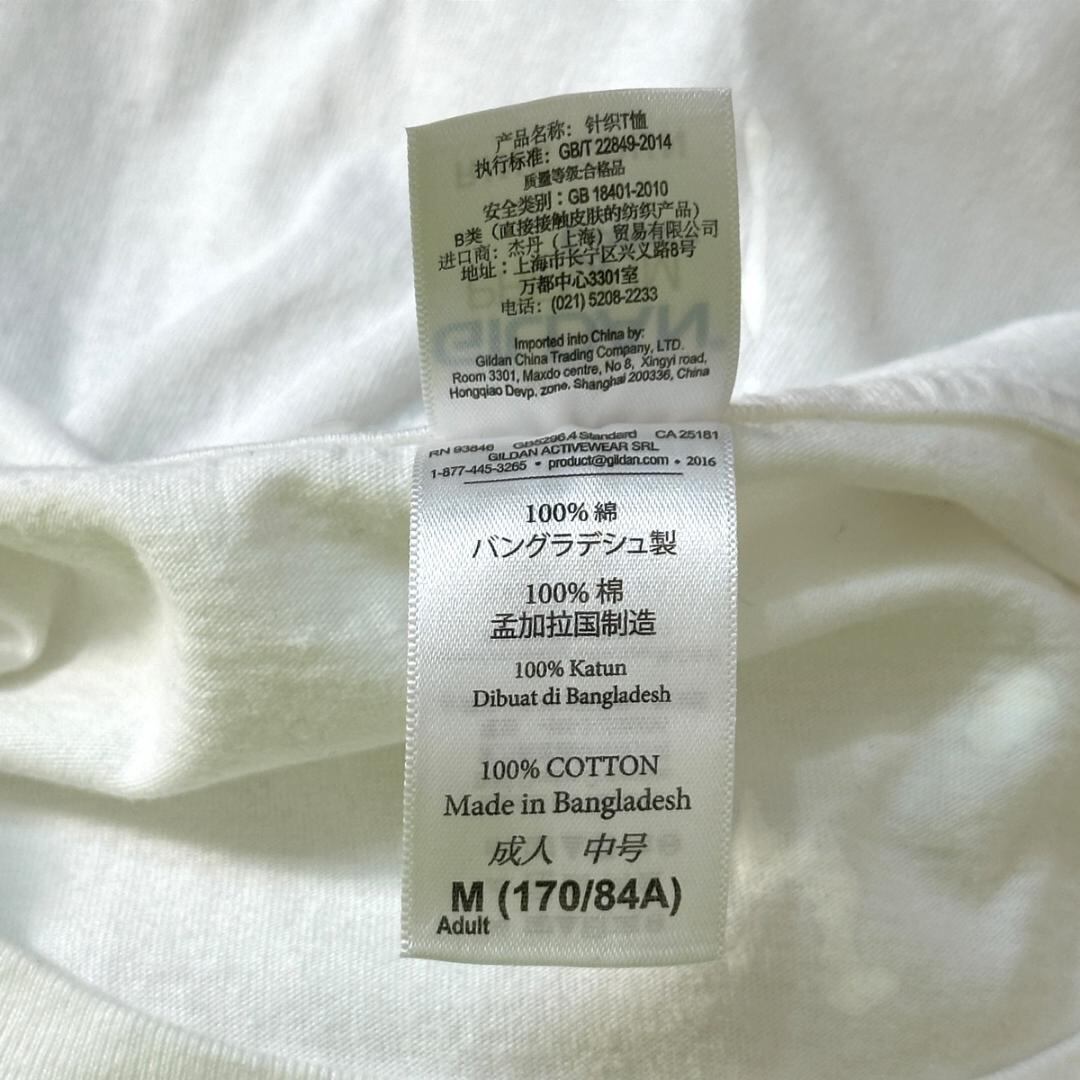 产品名称：针织T恤
执行标准：GB/T 22849-2014
质量等级:合格品
安全类别：GB 18401-2010
B类（直接接触皮肤的纺织产品）
进口商：杰丹（上海）贸易有限公司
地址：上海市长宁区兴义路8号
万都中心3301室
电话：(021) 5208-2233
Imported into China by:
Gildan China Trading Company, LTD.
Room 3301, Maxdo centre, No 8, Xingyi road,
Hongqiao Devp. zone. Shanghai 200336, China
RN 93846 GB5296.4 Standard CA 25181
GILDAN ACTIVEWEAR SRL
1-877-445-3265 • product@gildan.com • 2016
100% 綿
バングラデシュ製
100% 棉
孟加拉国制造
100% Katun
Dibuat di Bangladesh
100% COTTON
Made in Bangladesh
成人 中号
M (170/84A)
Adult